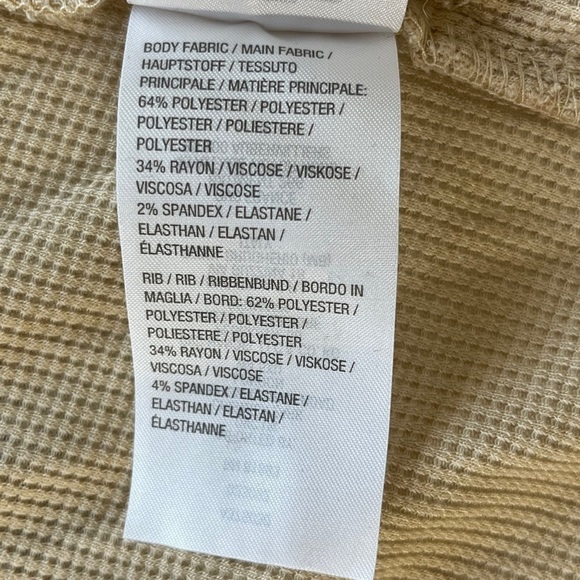 BODY FABRIC / MAIN FABRIC /
HAUPTSTOFF / TESSUTO
PRINCIPALE / MATIÈRE PRINCIPALE:
64% POLYESTER / POLYESTER /
POLYESTER / POLIESTERE /
POLYESTER
34% RAYON / VISCOSE / VISKOSE /
VISCOSA / VISCOSE
2% SPANDEX / ELASTANE /
ELASTHAN / ELASTAN /
ÉLASTHANNE
RIB / RIB / RIBBENBUND / BORDO IN
MAGLIA / BORD: 62% POLYESTER /
POLYESTER / POLYESTER /
POLIESTERE / POLYESTER
34% RAYON / VISCOSE / VISKOSE /
VISCOSA / VISCOSE
4% SPANDEX / ELASTANE /
ELASTHAN / ELASTAN /
ÉLASTHANNE